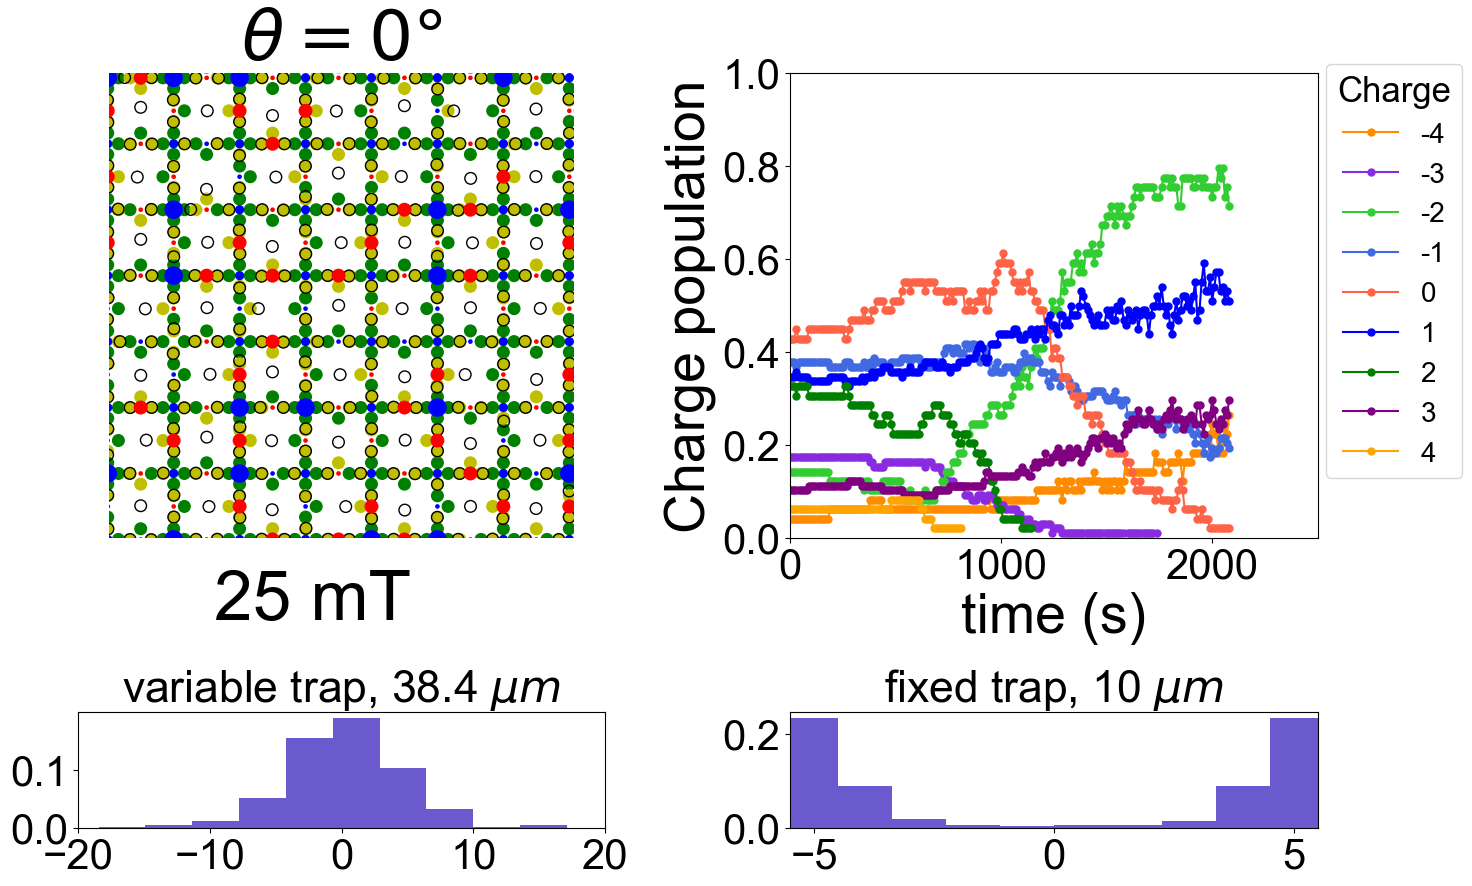 θ = 0°
25 mT
1.0
0.8
0.6
0.4
0.2
0.0
Charge population
0 1000 2000
time (s)
Charge
-4
-3
-2
-1
0
1
2
3
4
variable trap, 38.4 μm
0.1
0.0
−20 −10 0 10 20
fixed trap, 10 μm
0.2
0.0
−5 0 5